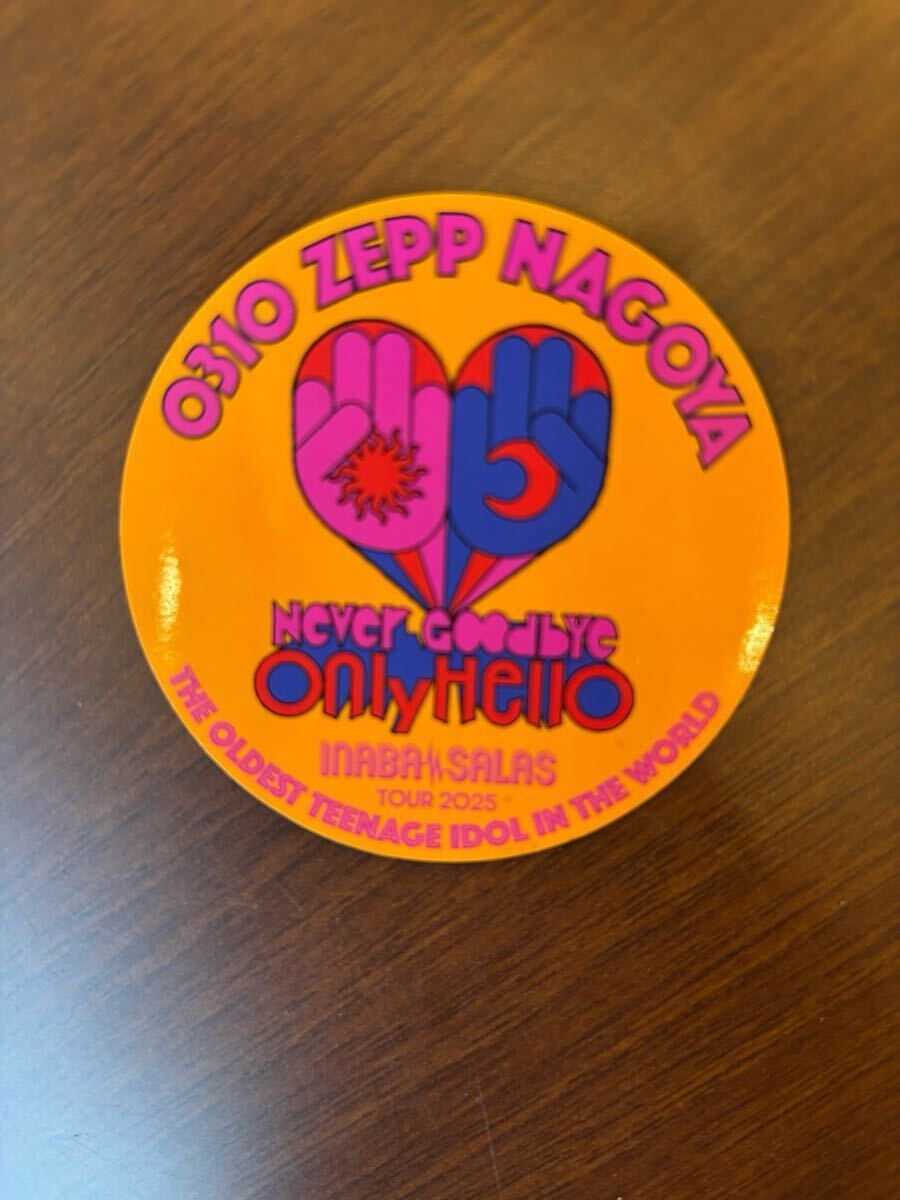 0310 ZEPP NAGOYA
Never Goodbye
Only Hello
INABA SALAS
TOUR 2025
THE OLDEST TEENAGE IDOL IN THE WORLD